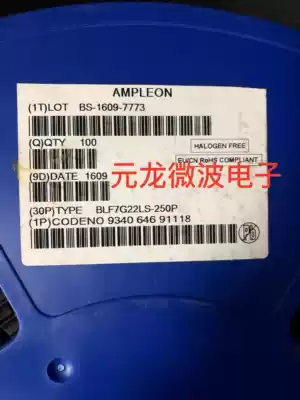 AMPLEON
(1T)LOT BS-1609-7773
(Q)QTY 100
HALOGEN FREE
EU/CN RoHS COMPLIANT
(9D)DATE 1609
元龙微波电子
(30P)TYPE BLF7G22LS-250P
(1P)CODENO 9340 646 91118